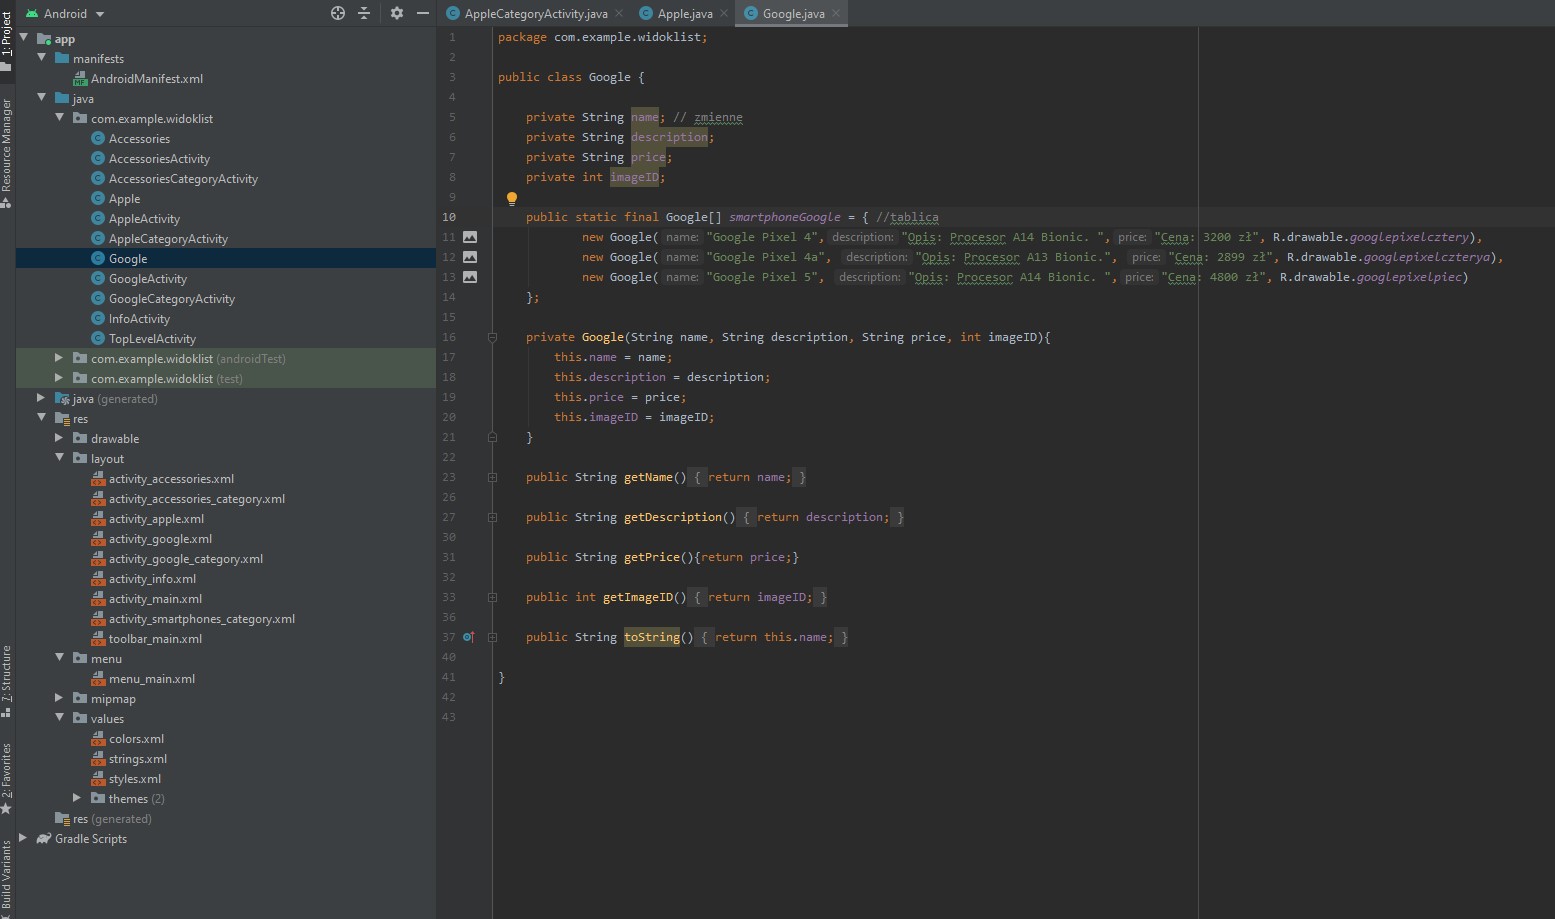 Android
AppleCategoryActivity.java
Apple.java
Google.java
1: Project
Resource Manager
7: Structure
2: Favorites
Build Variants
app
manifests
AndroidManifest.xml
java
com.example.widoklist
Accessories
AccessoriesActivity
AccessoriesCategoryActivity
Apple
AppleActivity
AppleCategoryActivity
Google
GoogleActivity
GoogleCategoryActivity
InfoActivity
TopLevelActivity
com.example.widoklist (androidTest)
com.example.widoklist (test)
java (generated)
res
drawable
layout
activity_accessories.xml
activity_accessories_category.xml
activity_apple.xml
activity_google.xml
activity_google_category.xml
activity_info.xml
activity_main.xml
activity_smartphones_category.xml
toolbar_main.xml
menu
menu_main.xml
mipmap
values
colors.xml
strings.xml
styles.xml
themes (2)
res (generated)
Gradle Scripts
1 package com.example.widoklist;
2
3 public class Google {
4
5 private String name; // zmienne
6 private String description;
7 private String price;
8 private int imageID;
9
10 public static final Google[] smartphoneGoogle = { //tablica
11 new Google( name: "Google Pixel 4", description: "Opis: Procesor A14 Bionic. ", price: "Cena: 3200 zł", R.drawable.googlepixelcztery),
12 new Google( name: "Google Pixel 4a", description: "Opis: Procesor A13 Bionic.", price: "Cena: 2899 zł", R.drawable.googlepixelczterya),
13 new Google( name: "Google Pixel 5", description: "Opis: Procesor A14 Bionic. ", price: "Cena: 4800 zł", R.drawable.googlepixelpiec)
14 };
15
16 private Google(String name, String description, String price, int imageID){
17 this.name = name;
18 this.description = description;
19 this.price = price;
20 this.imageID = imageID;
21 }
22
23 public String getName() { return name; }
26
27 public String getDescription() { return description; }
30
31 public String getPrice(){return price;}
32
33 public int getImageID() { return imageID; }
36
37 public String toString() { return this.name; }
40
41 }
42
43